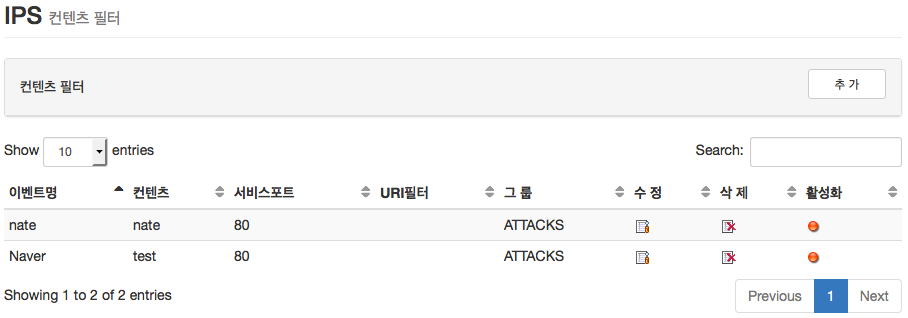 IPS 컨텐츠 필터
컨텐츠 필터 추 가
Show 10 entries Search:
이벤트명 컨텐츠 서비스포트 URI필터 그 룹 수 정 삭 제 활성화
nate nate 80 ATTACKS
Naver test 80 ATTACKS
Showing 1 to 2 of 2 entries Previous 1 Next